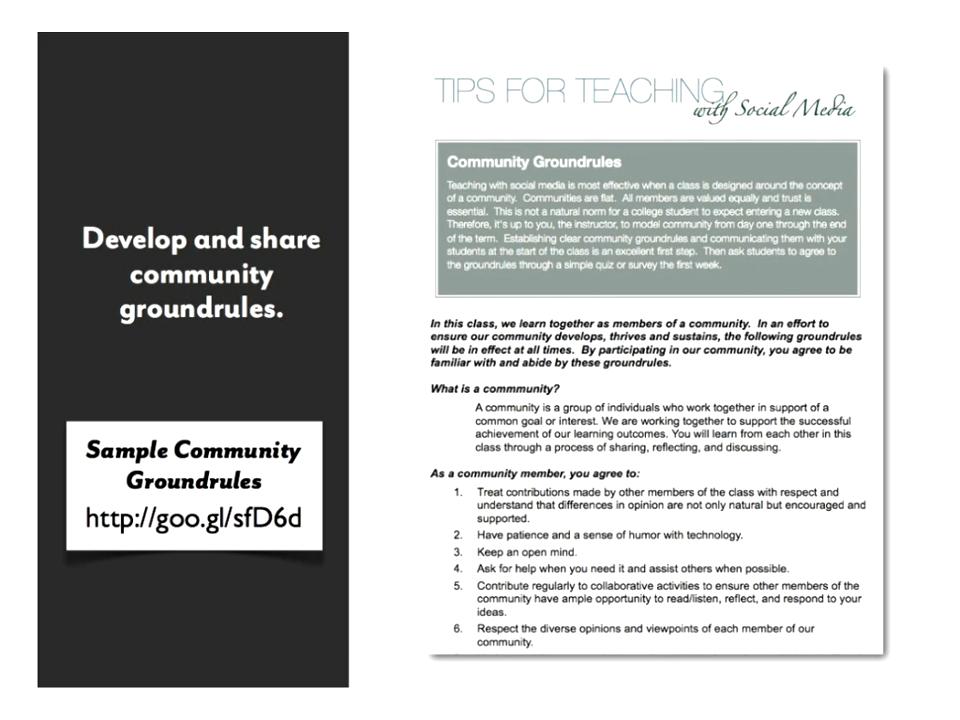 Develop and share
community
groundrules.
Sample Community
Groundrules
http://goo.gl/sfD6d
TIPS FOR TEACHING
with Social Media
Community Groundrules
Teaching with social media is most effective when a class is designed around the concept
of a community. Communities are flat. All members are valued equally and trust is
essential. This is not a natural norm for a college student to expect entering a new class.
Therefore, it's up to you, the instructor, to model community from day one through the end
of the term. Establishing clear community groundrules and communicating them with your
students at the start of the class is an excellent first step. Then ask students to agree to
the groundrules through a simple quiz or survey the first week.
In this class, we learn together as members of a community. In an effort to
ensure our community develops, thrives and sustains, the following groundrules
will be in effect at all times. By participating in our community, you agree to be
familiar with and abide by these groundrules.
What is a commmunity?
A community is a group of individuals who work together in support of a
common goal or interest. We are working together to support the successful
achievement of our learning outcomes. You will learn from each other in this
class through a process of sharing, reflecting, and discussing.
As a community member, you agree to:
1. Treat contributions made by other members of the class with respect and
understand that differences in opinion are not only natural but encouraged and
supported.
2. Have patience and a sense of humor with technology.
3. Keep an open mind.
4. Ask for help when you need it and assist others when possible.
5. Contribute regularly to collaborative activities to ensure other members of the
community have ample opportunity to read/listen, reflect, and respond to your
ideas.
6. Respect the diverse opinions and viewpoints of each member of our
community.